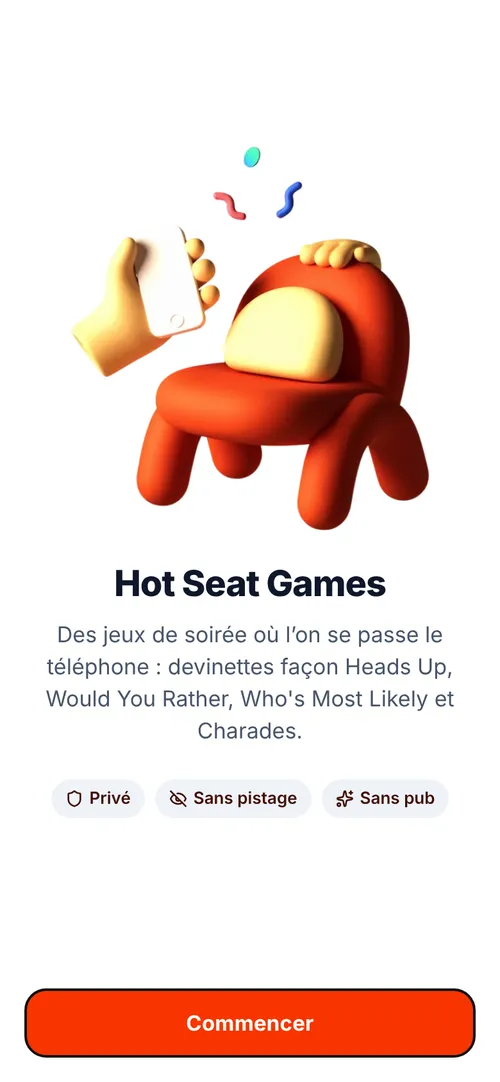 Hot Seat Games
Des jeux de soirée où l’on se passe le
téléphone : devinettes façon Heads Up,
Would You Rather, Who's Most Likely et
Charades.
Privé
Sans pistage
Sans pub
Commencer